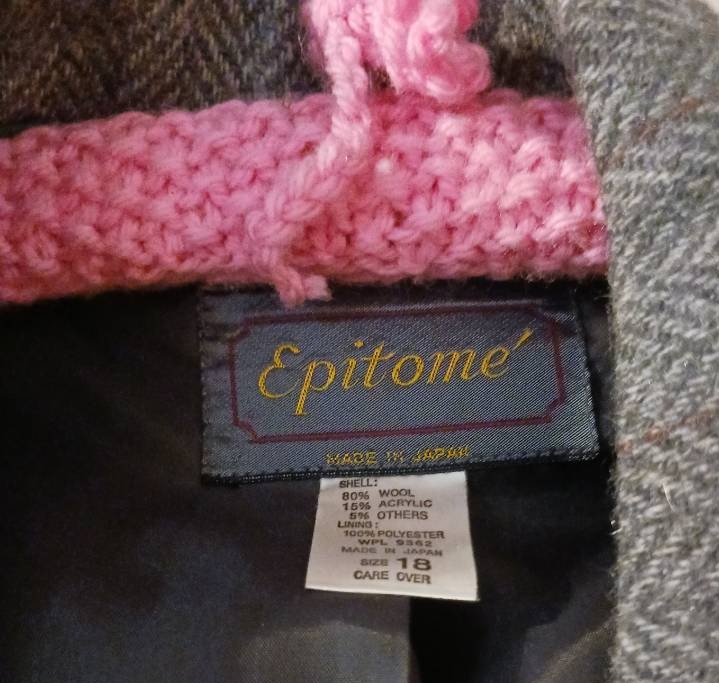 Epitomé
MADE IN JAPAN
SHELL:
80% WOOL
15% ACRYLIC
5% OTHERS
LINING:
100% POLYESTER
WPL 9362
MADE IN JAPAN
SIZE 18
CARE OVER